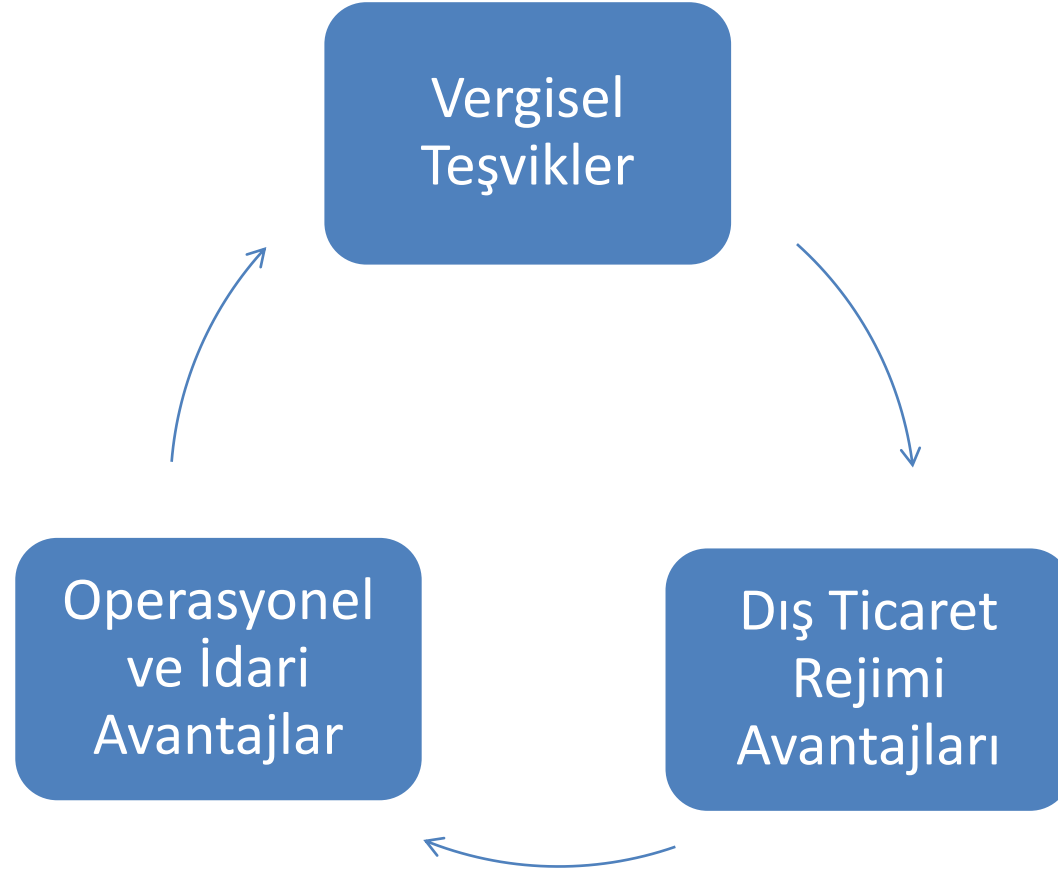 Vergisel
Teşvikler
Dış Ticaret
Rejimi
Avantajları
Operasyonel
ve İdari
Avantajlar